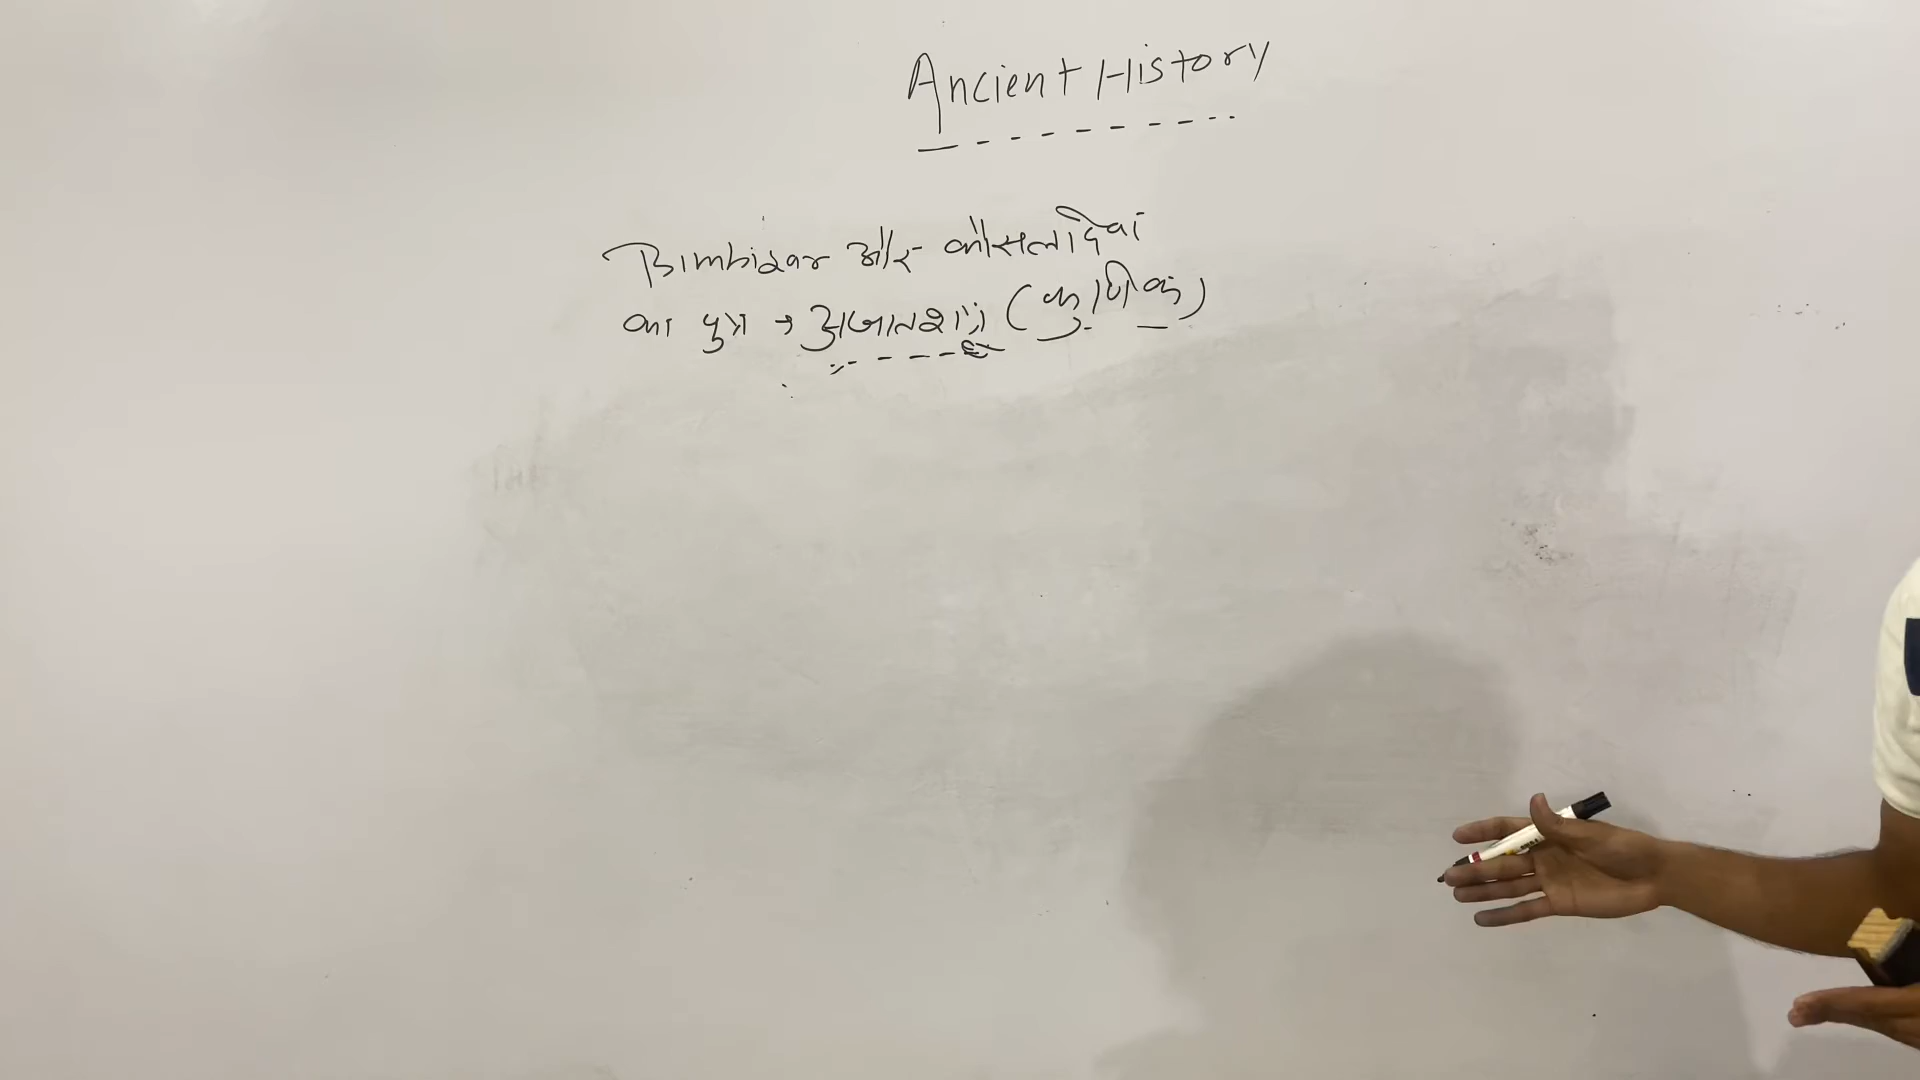 Ancient History
Bimbisar और कोसलादेवी
का पुत्र → अजातशत्रु (कुणिक)